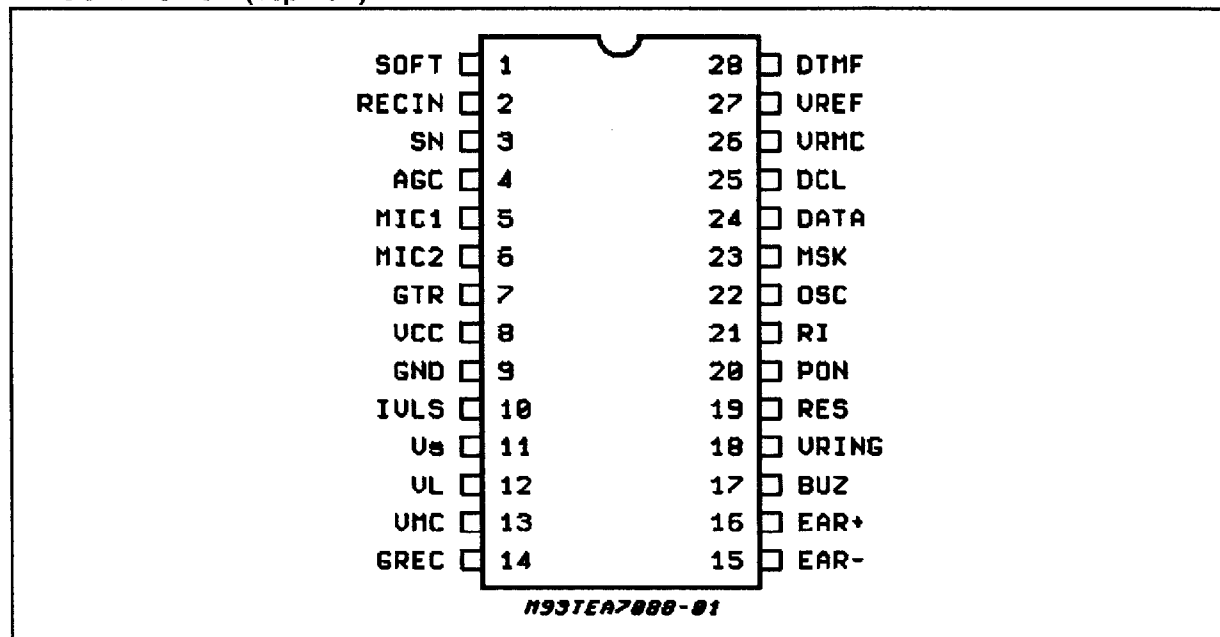 SOFT 1 28 DTMF
RECIN 2 27 VREF
SN 3 26 VRMC
AGC 4 25 DCL
MIC1 5 24 DATA
MIC2 6 23 MSK
GTR 7 22 OSC
VCC 8 21 RI
GND 9 20 PON
IVLS 10 19 RES
Vs 11 18 VRING
VL 12 17 BUZ
VMC 13 16 EAR+
GREC 14 15 EAR-
M93TEA7088-01